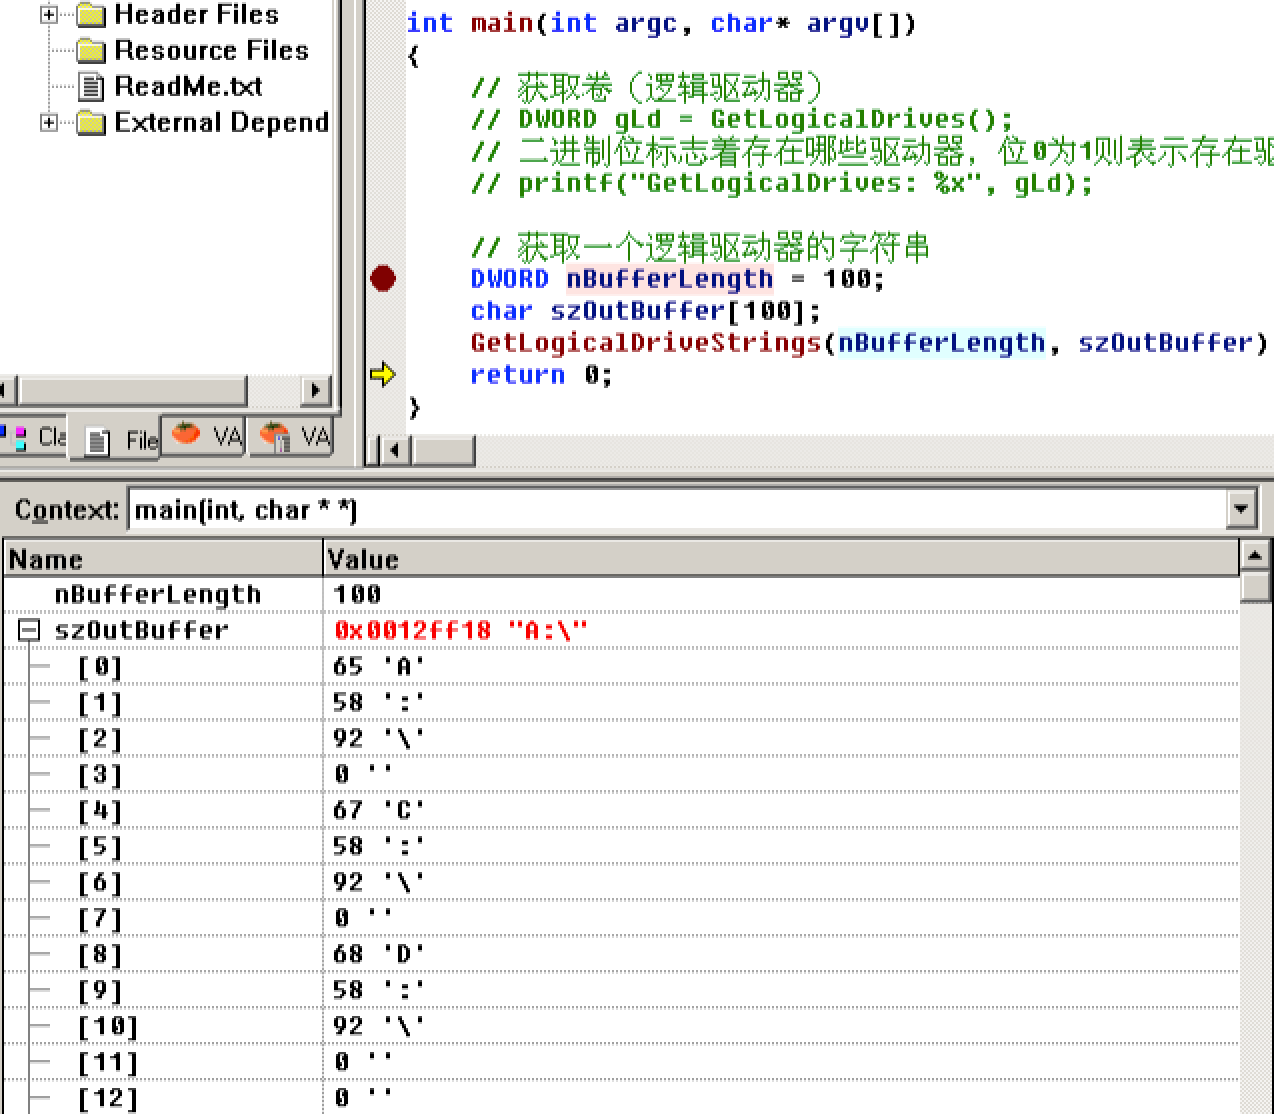 Header Files
Resource Files
ReadMe.txt
External Depend
int main(int argc, char* argv[])
{
// 获取卷（逻辑驱动器）
// DWORD gLd = GetLogicalDrives();
// 二进制位标志着存在哪些驱动器，位0为1则表示存在驱
// printf("GetLogicalDrives: %x", gLd);
// 获取一个逻辑驱动器的字符串
DWORD nBufferLength = 100;
char szOutBuffer[100];
GetLogicalDriveStrings(nBufferLength, szOutBuffer)
return 0;
}
Cla File VA VA
Context: main(int, char * *)
Name Value
nBufferLength 100
szOutBuffer 0x0012ff18 "A:\"
[0] 65 'A'
[1] 58 ':'
[2] 92 '\'
[3] 0 ''
[4] 67 'C'
[5] 58 ':'
[6] 92 '\'
[7] 0 ''
[8] 68 'D'
[9] 58 ':'
[10] 92 '\'
[11] 0 ''
[12] 0 ''